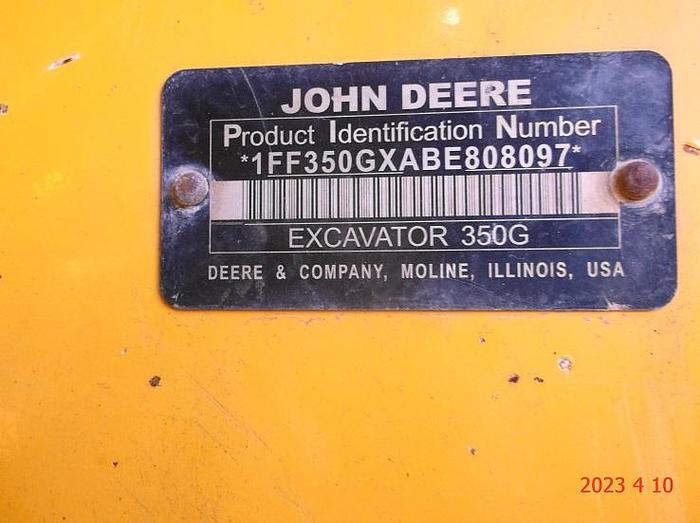 JOHN DEERE
Product Identification Number
*1FF350GXABE808097*
EXCAVATOR 350G
DEERE & COMPANY, MOLINE, ILLINOIS, USA
2023 4 10